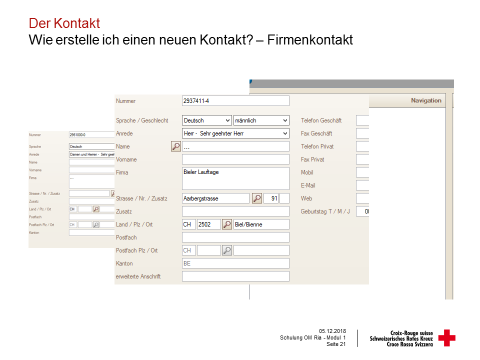 Der Kontakt
Wie erstelle ich einen neuen Kontakt? – Firmenkontakt
Navigation
Nummer 2937411-4
Sprache / Geschlecht Deutsch männlich Telefon Geschäft
Anrede Herr - Sehr geehrter Herr Fax Geschäft
Name ... Telefon Privat
Vorname Fax Privat
Firma Bieler Lauftage Mobil
E-Mail
Strasse / Nr. / Zusatz Aarbergstrasse 91 Web
Zusatz Geburtstag T / M / J
Land / Plz / Ort CH 2502 Biel/Bienne
Postfach
Postfach Plz / Ort CH
Kanton BE
erweiterte Anschrift
Nummer
Sprache Deutsch
Anrede
Name
Vorname
Firma
Strasse / Nr. / Zusatz
Zusatz
Land / Plz / Ort CH
Postfach
Postfach Plz / Ort CH
Kanton
05.12.2018
Schulung OM Ria - Modul 1
Seite 21
Croix-Rouge suisse
Schweizerisches Rotes Kreuz
Croce Rossa Svizzera